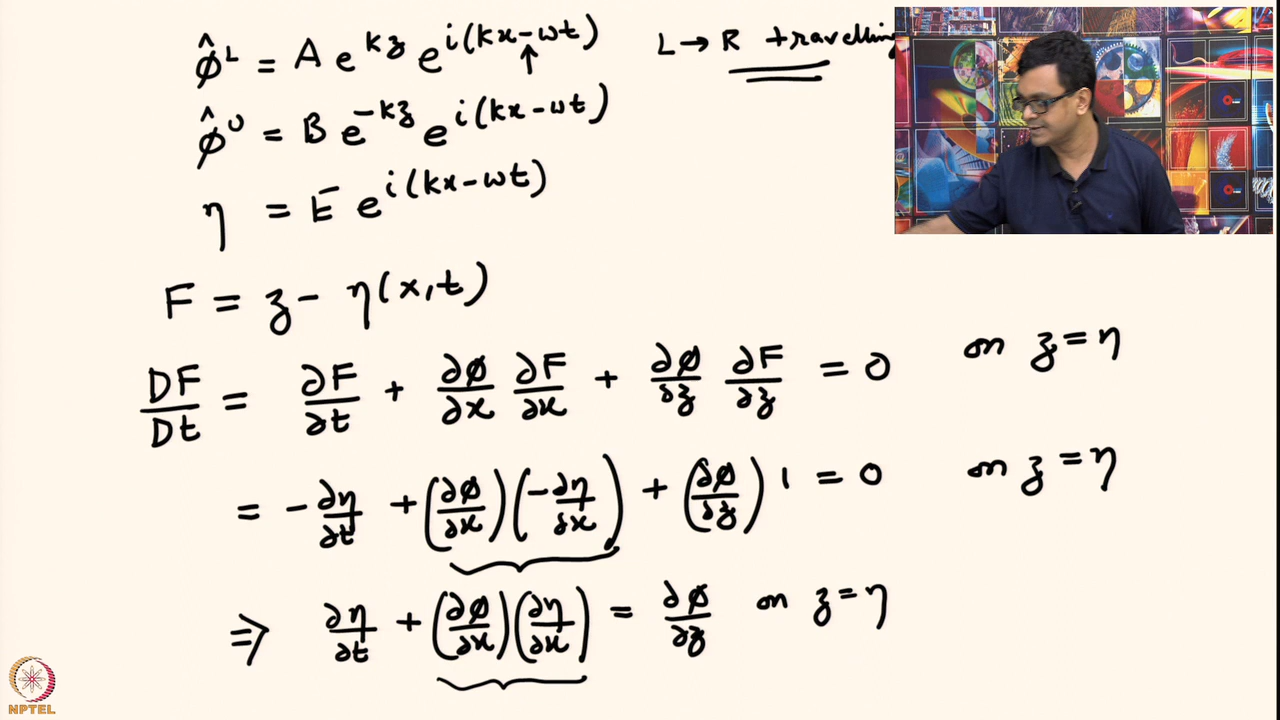 φ̂ᴸ = A e^{kz} e^{i(kx-ωt)} L → R travelling
φ̂ᵁ = B e^{-kz} e^{i(kx-ωt)}
η = E e^{i(kx-ωt)}
F = z - η(x,t)
DF/Dt = ∂F/∂t + ∂φ/∂x ∂F/∂x + ∂φ/∂z ∂F/∂z = 0 on z = η
= -∂η/∂t + (∂φ/∂x)(-∂η/∂x) + (∂φ/∂z) 1 = 0 on z = η
⇒ ∂η/∂t + (∂φ/∂x)(∂η/∂x) = ∂φ/∂z on z = η
NPTEL